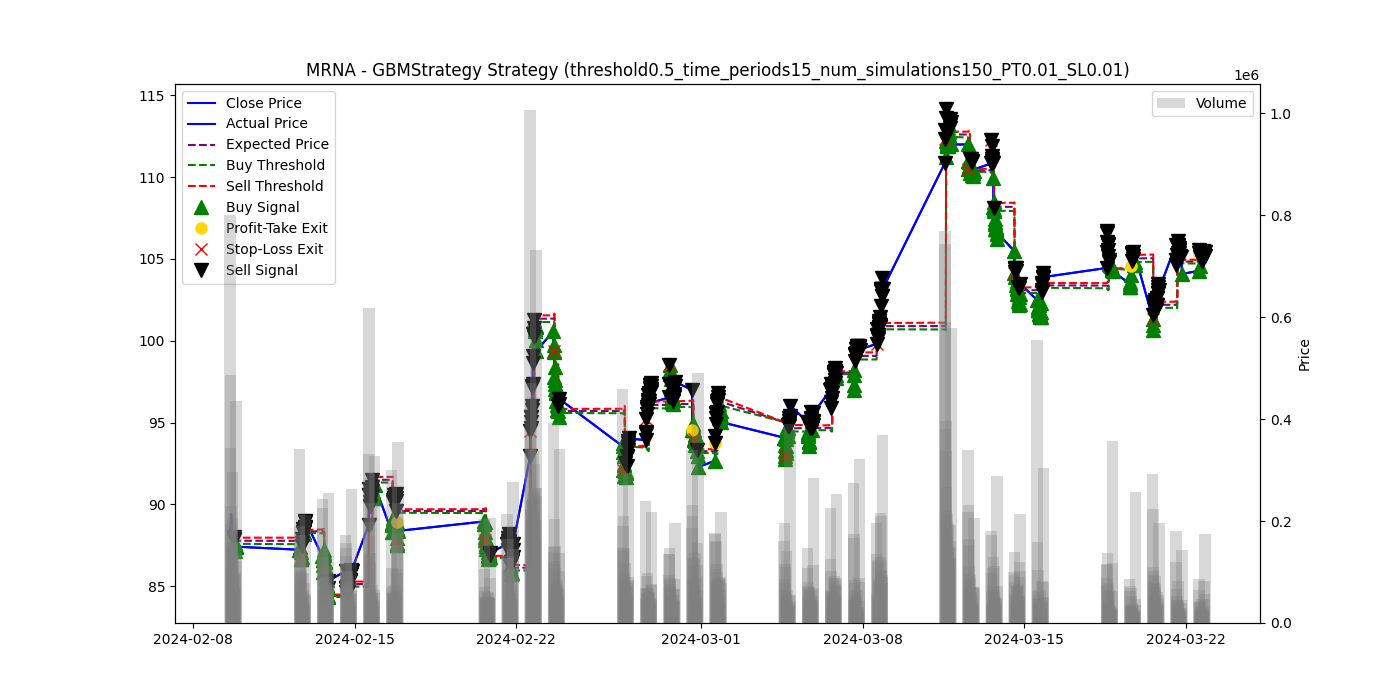 MRNA - GBMStrategy Strategy (threshold0.5_time_periods15_num_simulations150_PT0.01_SL0.01)
1e6
Close Price
Actual Price
Expected Price
Buy Threshold
Sell Threshold
Buy Signal
Profit-Take Exit
Stop-Loss Exit
Sell Signal
Volume
115
110
105
100
95
90
85
1.0
0.8
0.6
0.4
0.2
0.0
Price
2024-02-08
2024-02-15
2024-02-22
2024-03-01
2024-03-08
2024-03-15
2024-03-22